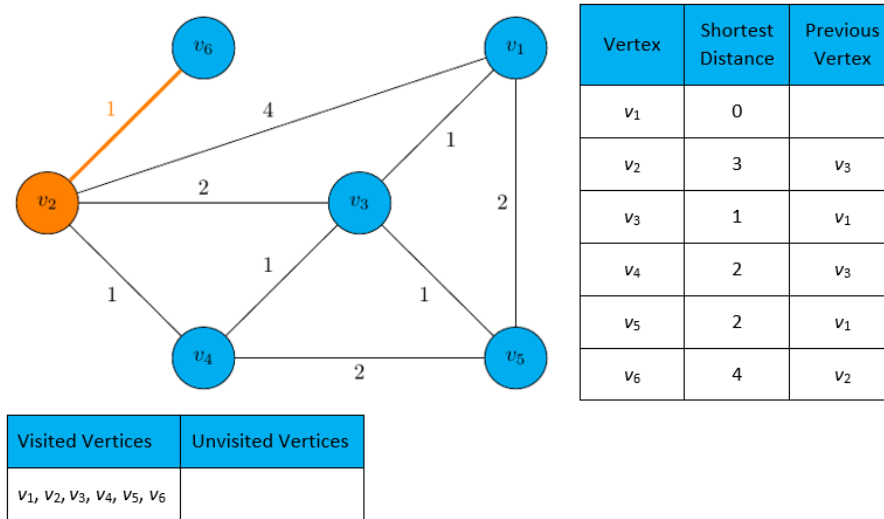 v₆ v₁
1 4 1
v₂ 2 v₃ 2
1 1 1
v₄ 2 v₅
Vertex Shortest Distance Previous Vertex
v₁ 0
v₂ 3 v₃
v₃ 1 v₁
v₄ 2 v₃
v₅ 2 v₁
v₆ 4 v₂
Visited Vertices Unvisited Vertices
v₁, v₂, v₃, v₄, v₅, v₆